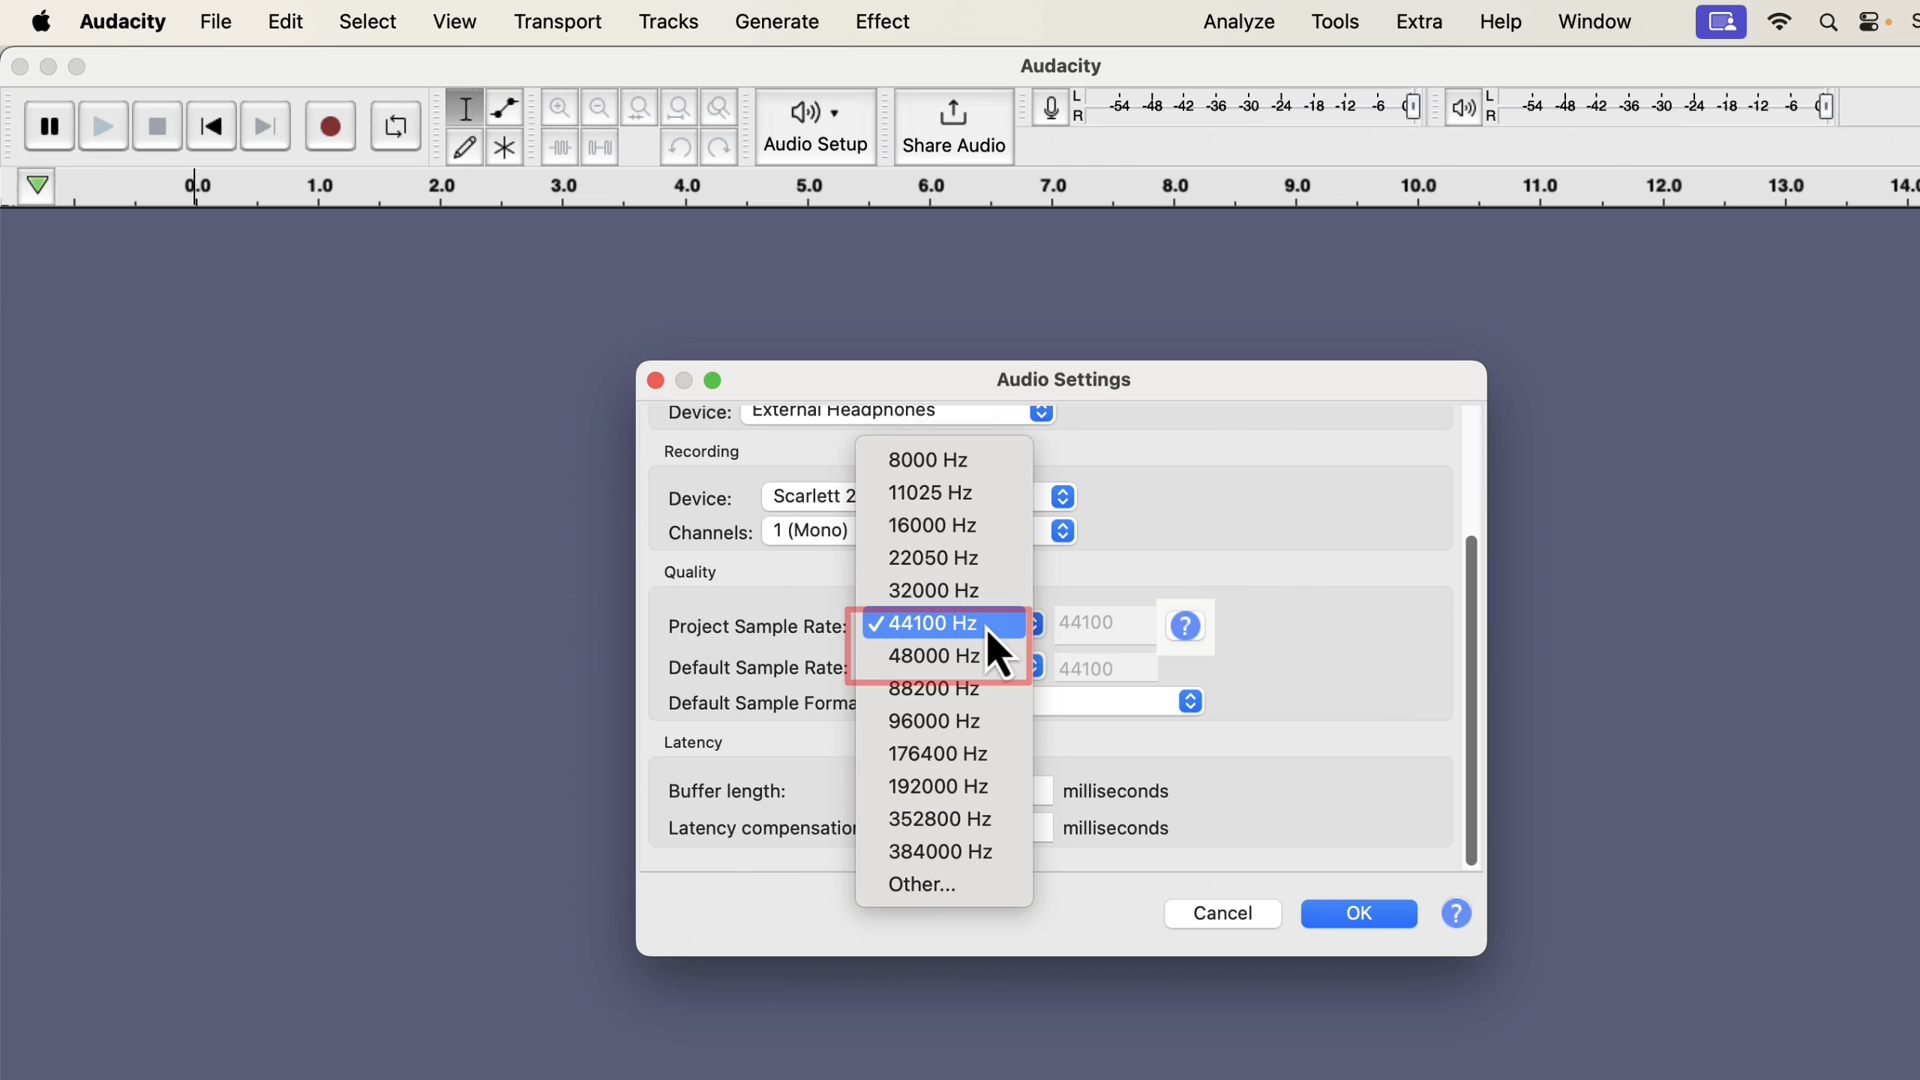 Audacity File Edit Select View Transport Tracks Generate Effect Analyze Tools Extra Help Window
Audacity
L -54 -48 -42 -36 -30 -24 -18 -12 -6 L -54 -48 -42 -36 -30 -24 -18 -12 -6
R R
Audio Setup Share Audio
0.0 1.0 2.0 3.0 4.0 5.0 6.0 7.0 8.0 9.0 10.0 11.0 12.0 13.0 14.0
Audio Settings
Device: External Headphones
Recording
Device: Scarlett 2
Channels: 1 (Mono)
Quality
Project Sample Rate: 44100 ?
Default Sample Rate: 44100
Default Sample Forma
Latency
Buffer length: milliseconds
Latency compensation milliseconds
8000 Hz
11025 Hz
16000 Hz
22050 Hz
32000 Hz
✓ 44100 Hz
48000 Hz
88200 Hz
96000 Hz
176400 Hz
192000 Hz
352800 Hz
384000 Hz
Other...
Cancel OK ?